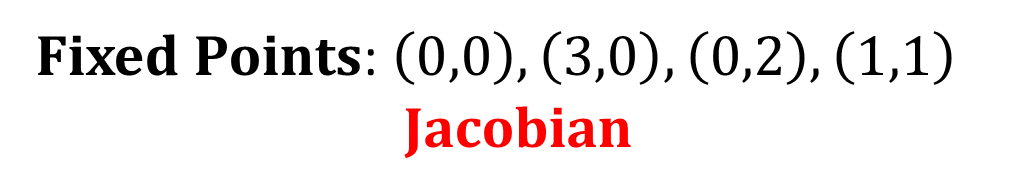 Fixed Points: (0,0), (3,0), (0,2), (1,1)
Jacobian